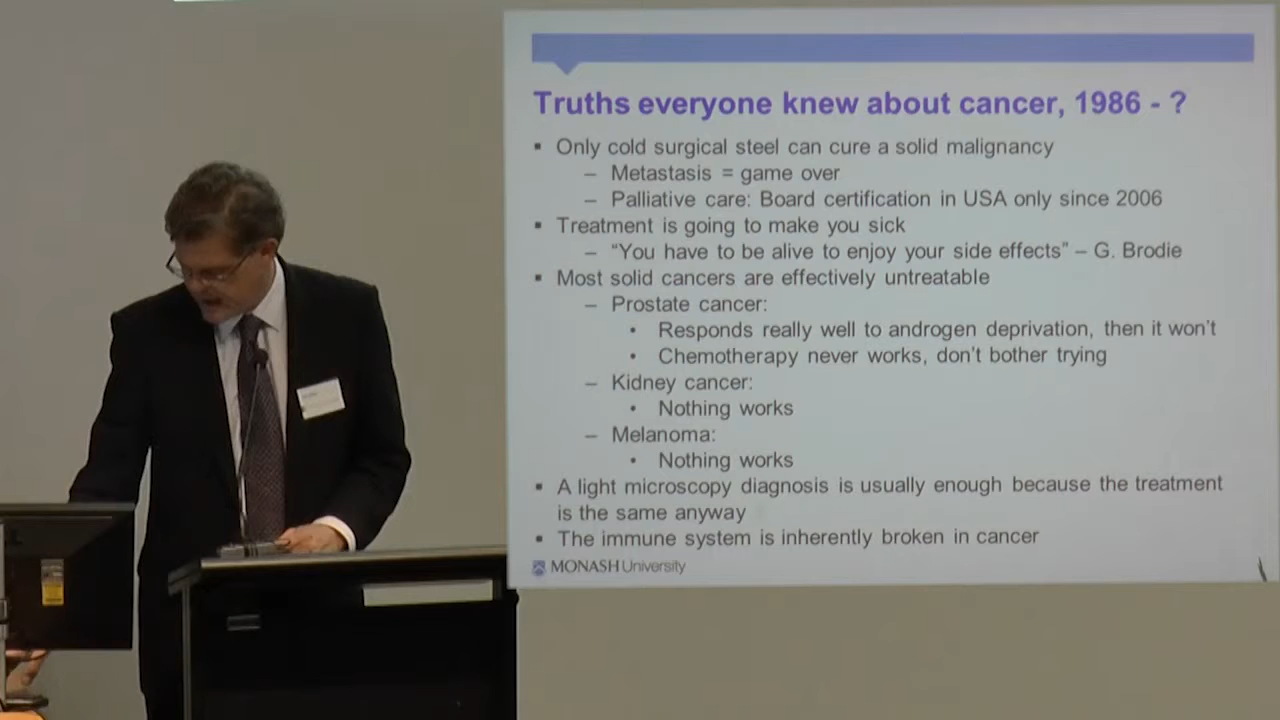 Truths everyone knew about cancer, 1986 - ?
▪ Only cold surgical steel can cure a solid malignancy
– Metastasis = game over
– Palliative care: Board certification in USA only since 2006
▪ Treatment is going to make you sick
– “You have to be alive to enjoy your side effects” – G. Brodie
▪ Most solid cancers are effectively untreatable
– Prostate cancer:
• Responds really well to androgen deprivation, then it won’t
• Chemotherapy never works, don’t bother trying
– Kidney cancer:
• Nothing works
– Melanoma:
• Nothing works
▪ A light microscopy diagnosis is usually enough because the treatment
is the same anyway
▪ The immune system is inherently broken in cancer
MONASH University